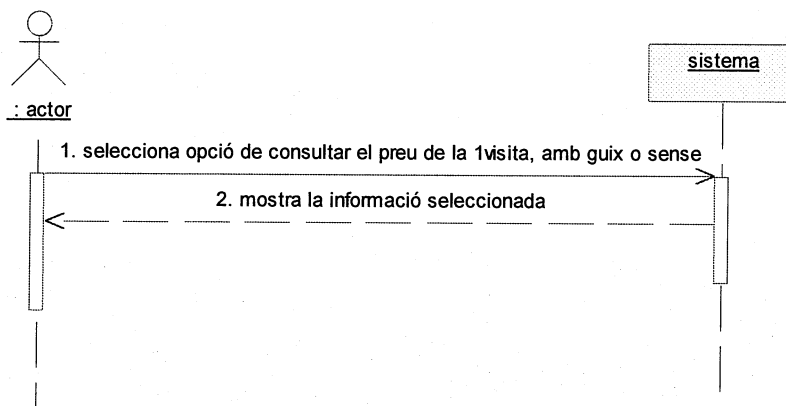 sistema
: actor
1. selecciona opció de consultar el preu de la 1visita, amb guix o sense
2. mostra la informació seleccionada